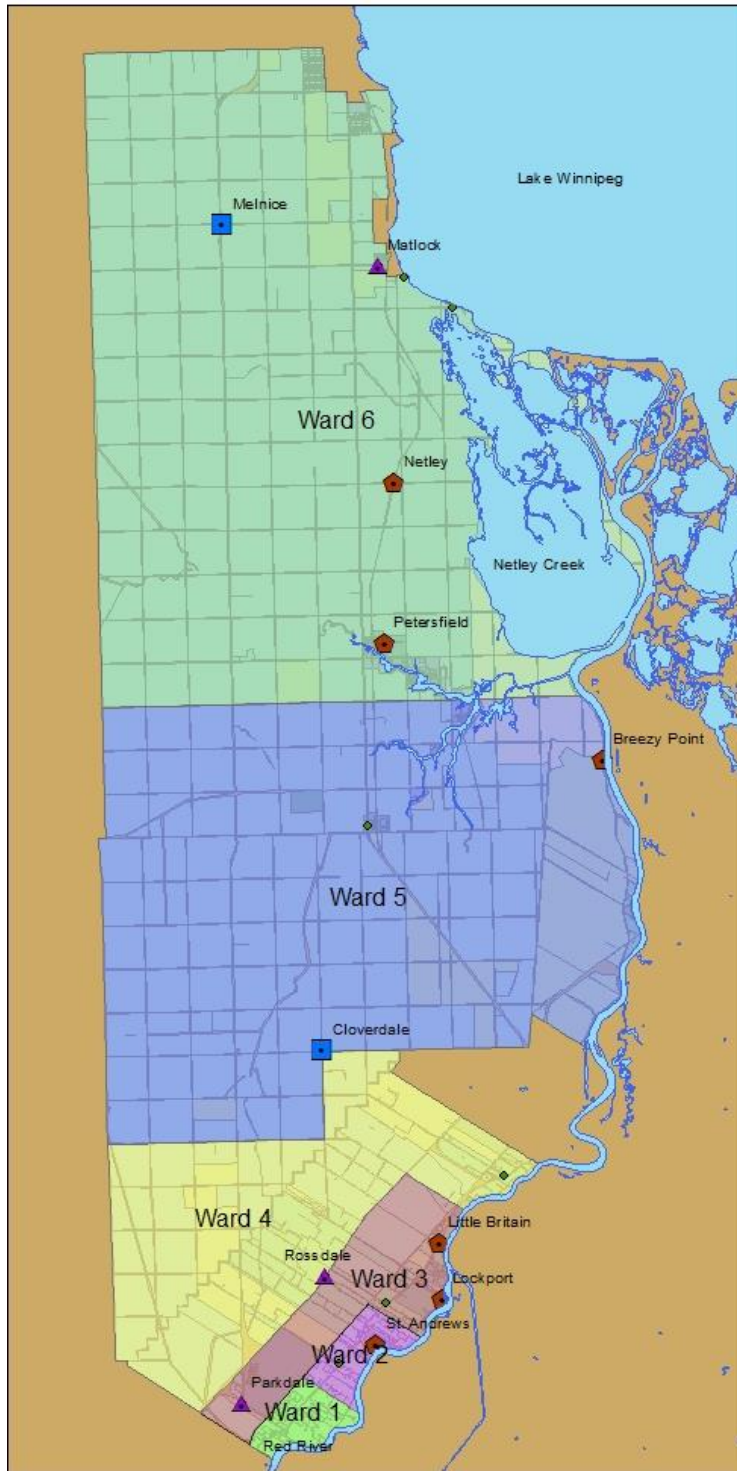 Lake Winnipeg
Melnice
Matlock
Ward 6
Netley
Netley Creek
Petersfield
Breezy Point
Ward 5
Cloverdale
Ward 4
Little Britain
Rossdale
Ward 3
Lockport
St. Andrews
Ward 2
Parkdale
Ward 1
Red River